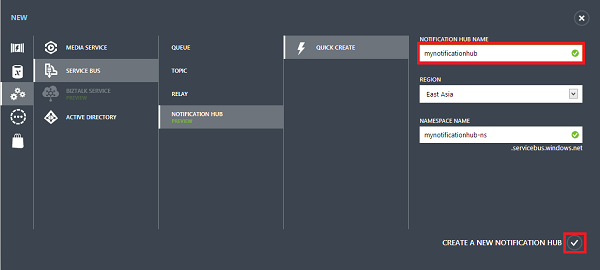 NEW
MEDIA SERVICE
SERVICE BUS
BIZTALK SERVICE
PREVIEW
ACTIVE DIRECTORY
QUEUE
TOPIC
RELAY
NOTIFICATION HUB
PREVIEW
QUICK CREATE
NOTIFICATION HUB NAME
mynotificationhub
REGION
East Asia
NAMESPACE NAME
mynotificationhub-ns
.servicebus.windows.net
CREATE A NEW NOTIFICATION HUB